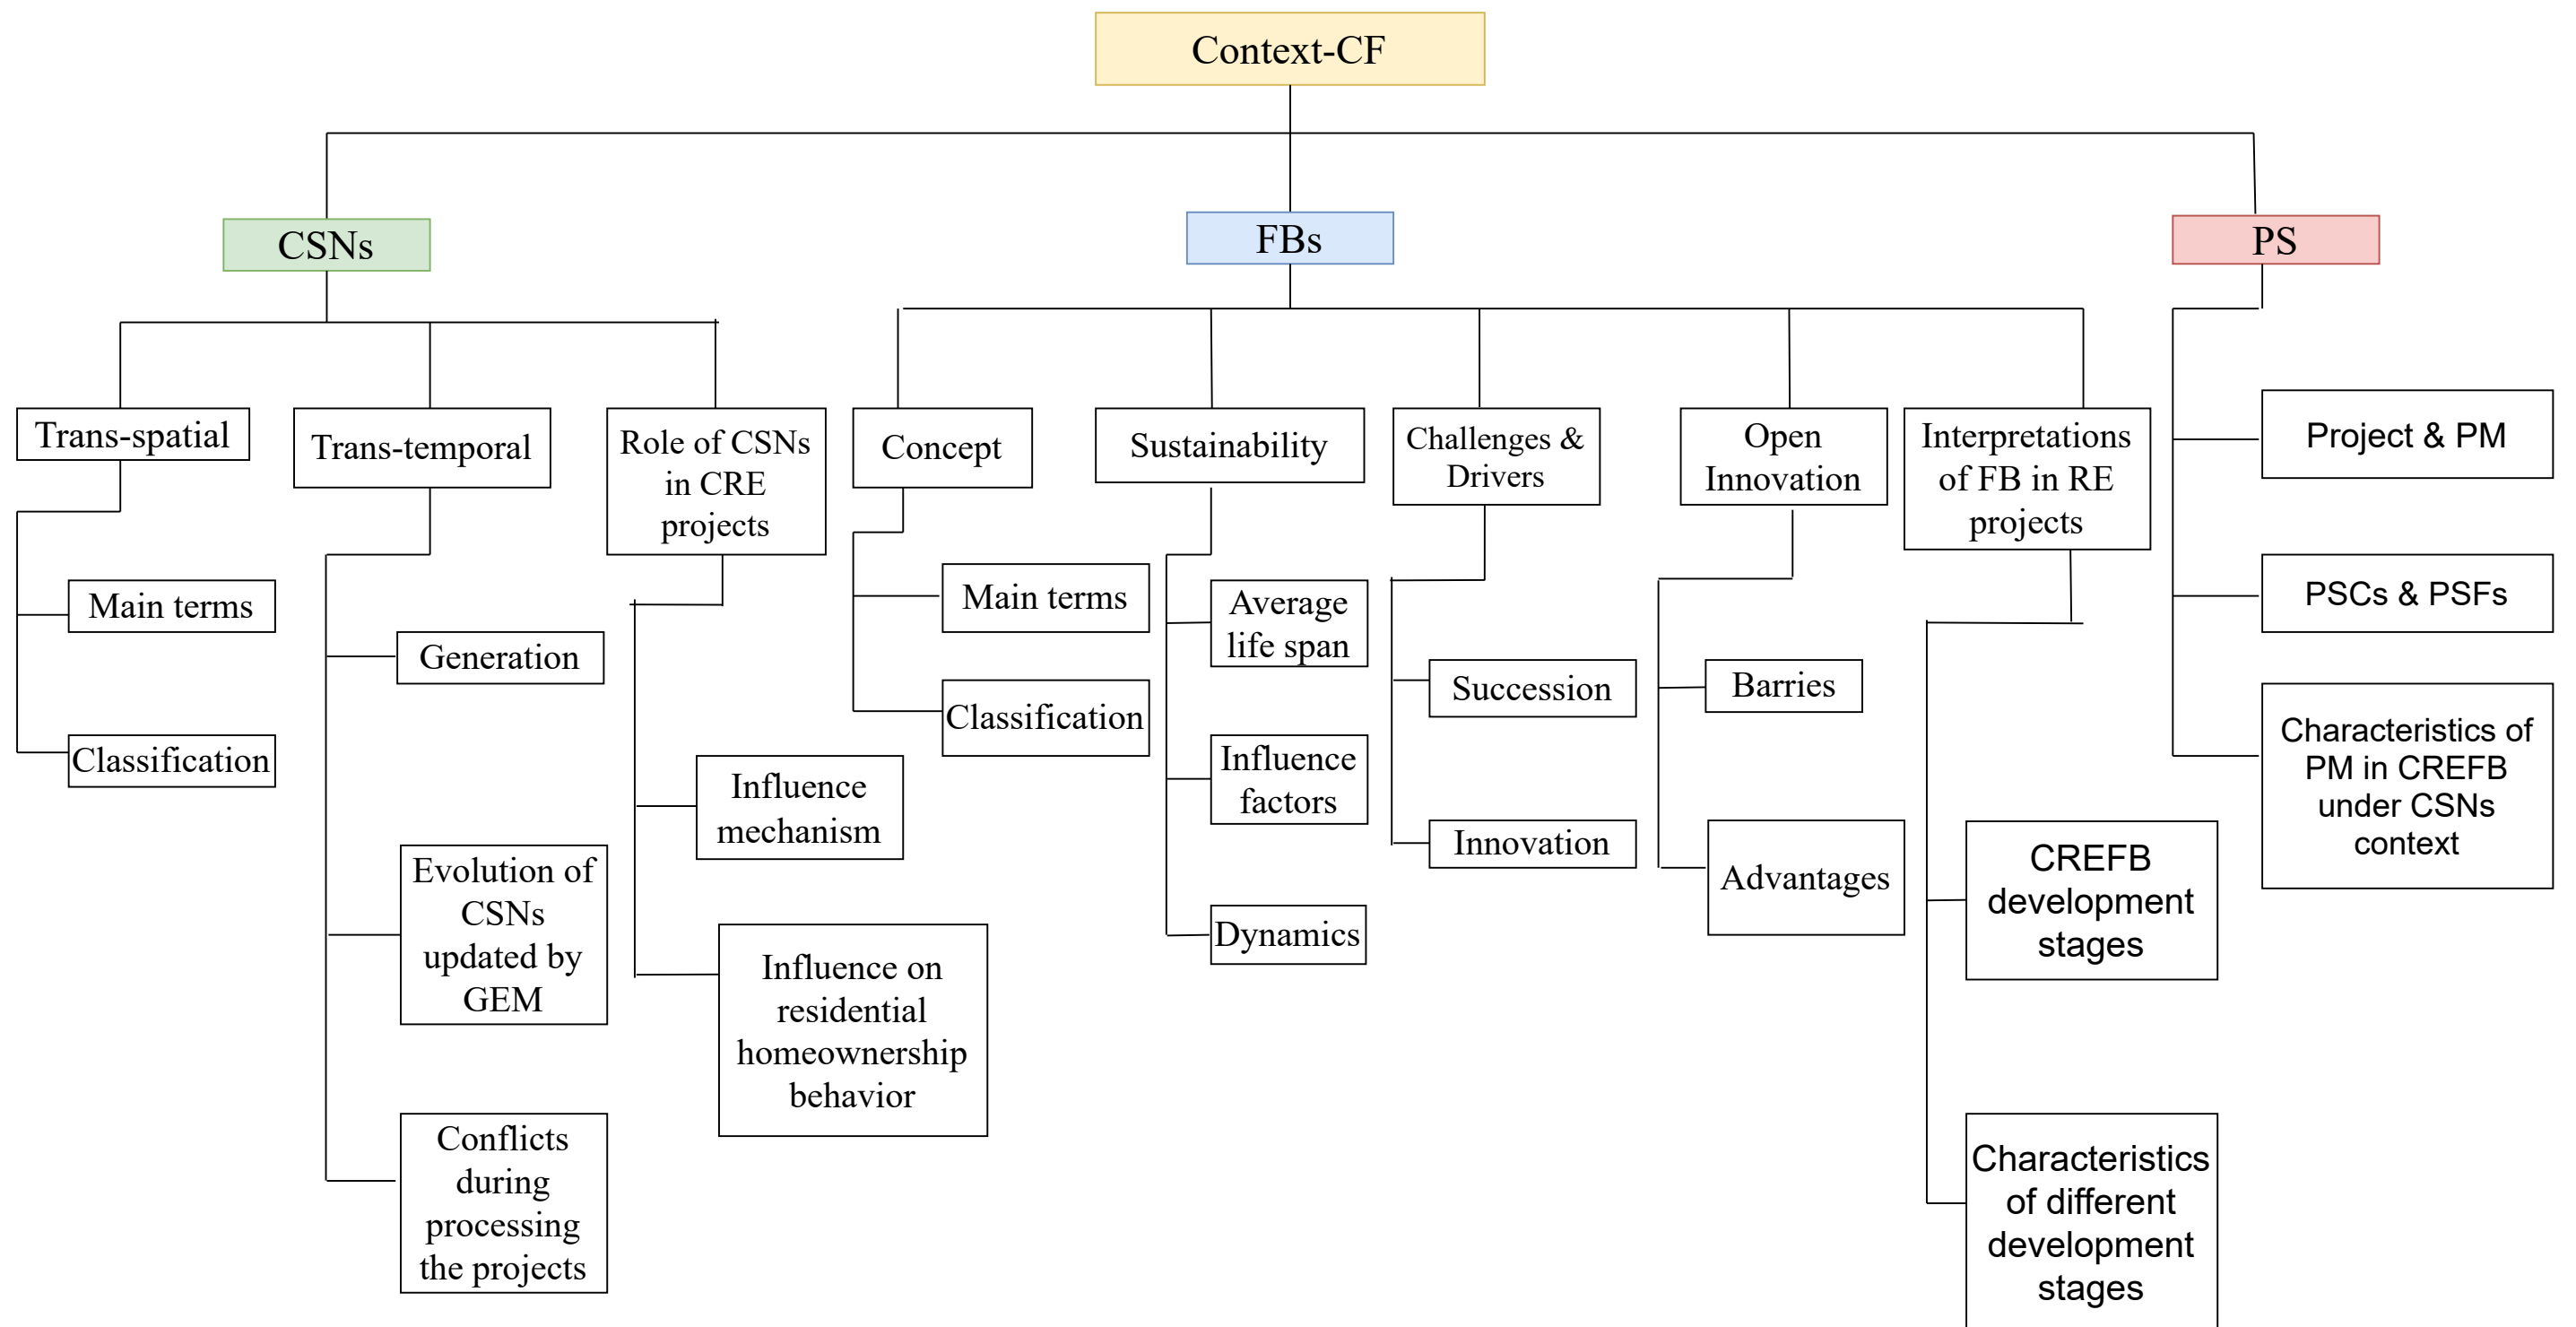 Context-CF
CSNs
FBs
PS
Trans-spatial
Main terms
Classification
Trans-temporal
Generation
Evolution of
CSNs
updated by
GEM
Conflicts
during
processing
the projects
Role of CSNs
in CRE
projects
Influence
mechanism
Influence on
residential
homeownership
behavior
Concept
Main terms
Classification
Sustainability
Average
life span
Influence
factors
Dynamics
Challenges &
Drivers
Succession
Innovation
Open
Innovation
Barries
Advantages
Interpretations
of FB in RE
projects
CREFB
development
stages
Characteristics
of different
development
stages
Project & PM
PSCs & PSFs
Characteristics of
PM in CREFB
under CSNs
context